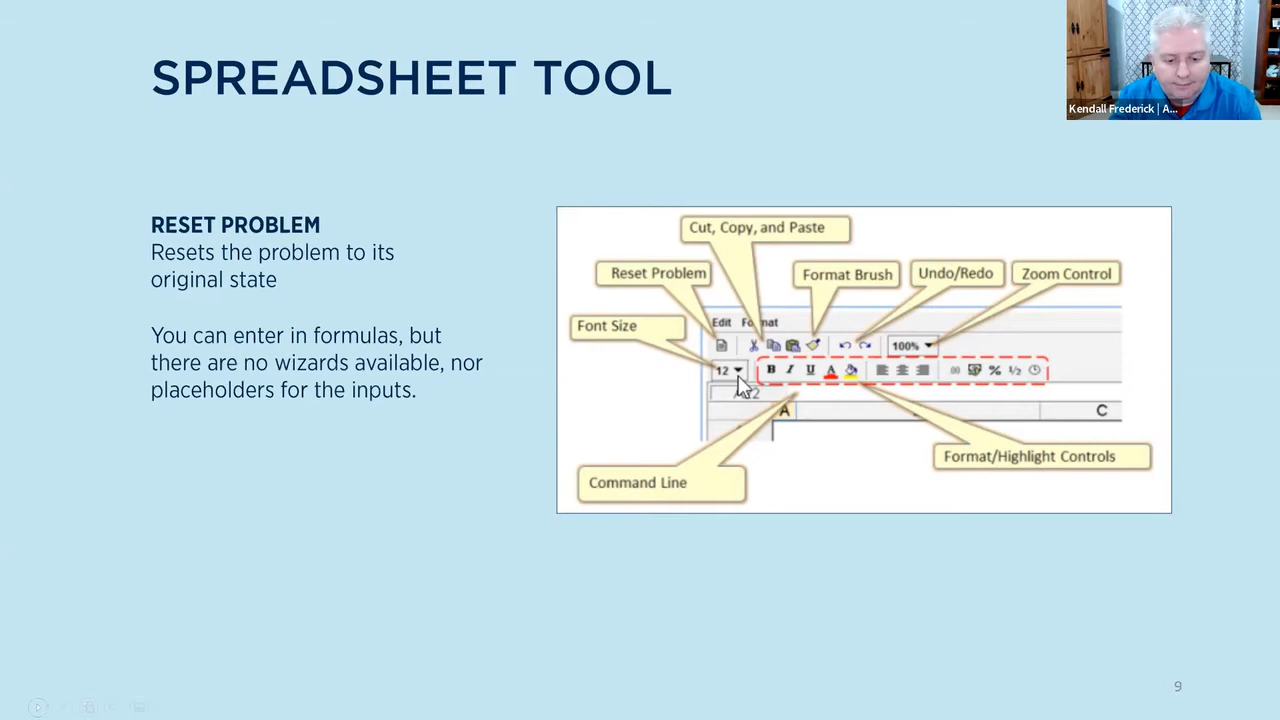 SPREADSHEET TOOL
Kendall Frederick | A...
RESET PROBLEM
Resets the problem to its
original state
You can enter in formulas, but
there are no wizards available, nor
placeholders for the inputs.
Cut, Copy, and Paste
Reset Problem
Format Brush
Undo/Redo
Zoom Control
Font Size
Edit
100%
12
B I U A
% 1/2
A
C
Format/Highlight Controls
Command Line
9